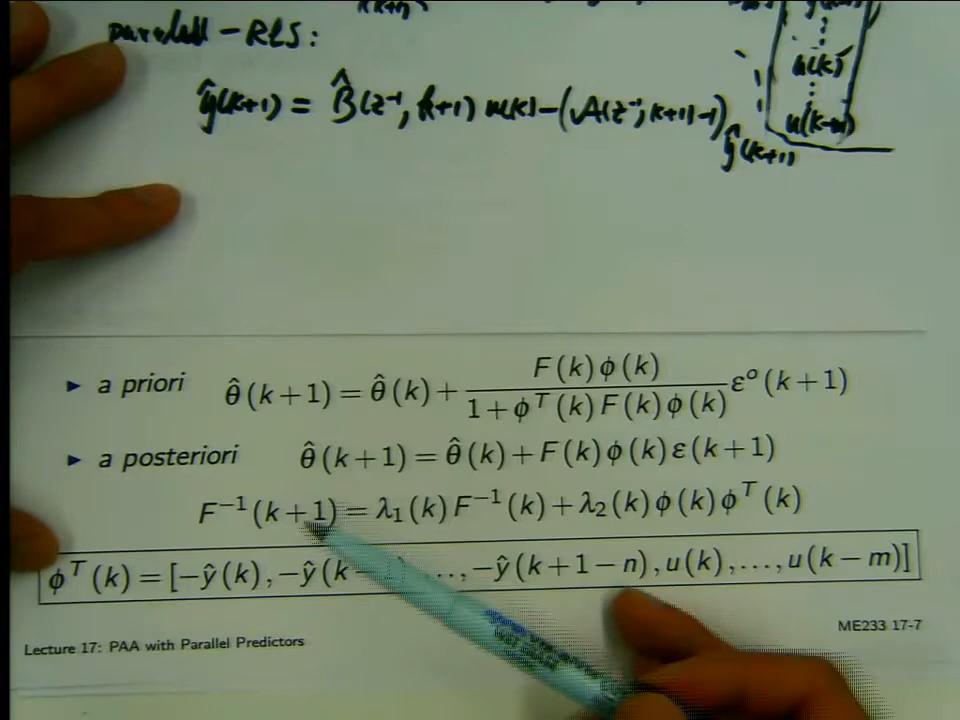 parallel - RLS:
ŷ(k+1) = B̂(z⁻¹, k+1) u(k) - (A(z⁻¹, k+1) - 1) ŷ(k+1)
⋮
u(k)
⋮
u(k-m)
► a priori θ̂(k+1) = θ̂(k) + F(k)φ(k) / 1+φᵀ(k)F(k)φ(k) εᵒ(k+1)
► a posteriori θ̂(k+1) = θ̂(k) + F(k)φ(k)ε(k+1)
F⁻¹(k+1) = λ₁(k)F⁻¹(k) + λ₂(k)φ(k)φᵀ(k)
φᵀ(k) = [-ŷ(k), -ŷ(k ..., -ŷ(k+1-n), u(k), ..., u(k-m)]
ME233 17-7
Lecture 17: PAA with Parallel Predictors